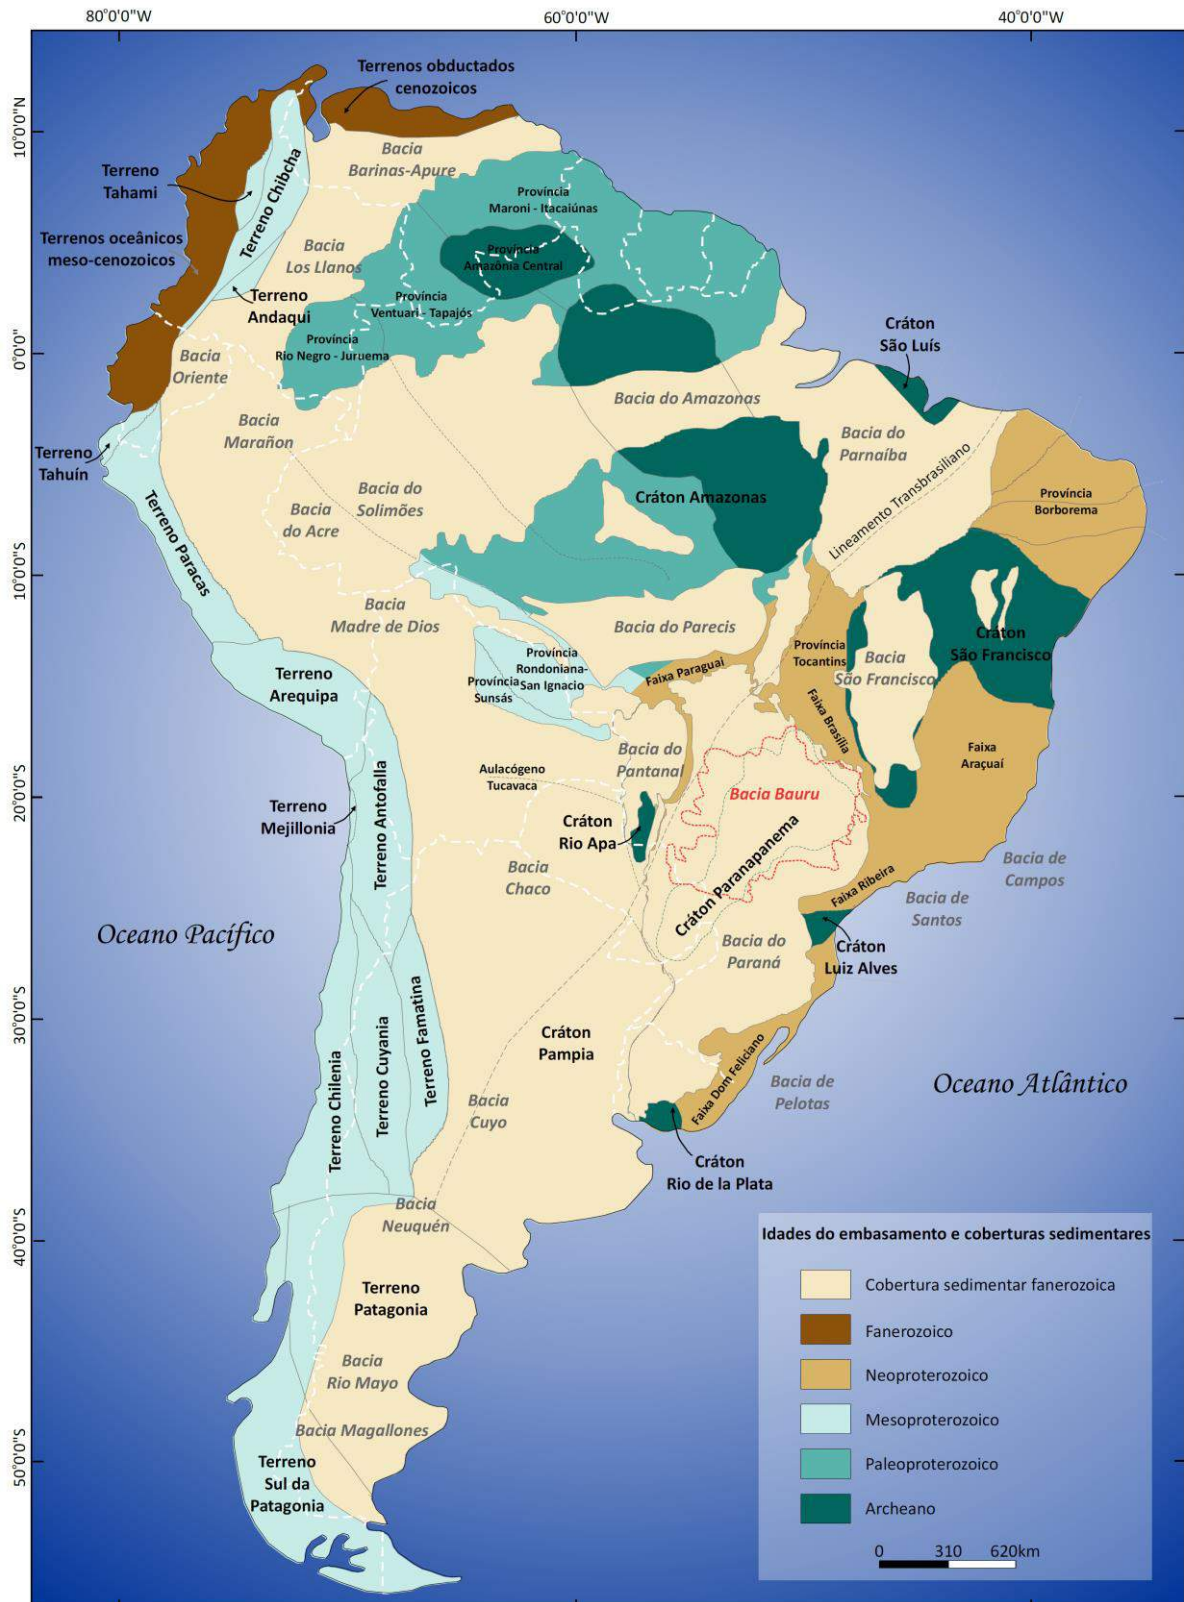 80°0'0"W
60°0'0"W
40°0'0"W
10°0'0"N
0°0'0"
10°0'0"S
20°0'0"S
30°0'0"S
40°0'0"S
50°0'0"S
Terrenos obductados
cenozoicos
Terreno
Tahami
Terreno Chibcha
Terrenos oceânicos
meso-cenozoicos
Terreno
Andaqui
Bacia
Barinas-Apure
Bacia
Los Llanos
Província
Maroni - Itacaiúnas
Província
Amazônia Central
Província
Ventuari - Tapajós
Província
Rio Negro - Juruema
Bacia
Oriente
Bacia
Marañon
Terreno
Tahuín
Terreno Paracas
Bacia do Amazonas
Cráton
São Luís
Bacia do
Parnaíba
Lineamento Transbrasiliano
Província
Borborema
Cráton Amazonas
Bacia do
Solimões
Bacia
do Acre
Bacia
Madre de Dios
Bacia do Parecis
Província
Rondoniana-
San Ignacio
Província
Sunsás
Faixa Paraguai
Província
Tocantins
Bacia
São Francisco
Cráton
São Francisco
Faixa Brasília
Faixa
Araçuaí
Terreno
Arequipa
Terreno Antofalla
Terreno
Mejillonia
Aulacógeno
Tucavaca
Bacia do
Pantanal
Cráton
Rio Apa
Bacia Bauru
Cráton Paranapanema
Bacia
Chaco
Faixa Ribeira
Bacia de
Campos
Bacia de
Santos
Bacia do
Paraná
Cráton
Luiz Alves
Oceano Pacífico
Terreno Chilenia
Terreno Cuyania
Terreno Famatina
Cráton
Pampia
Bacia
Cuyo
Faixa Dom Feliciano
Bacia de
Pelotas
Oceano Atlântico
Cráton
Rio de la Plata
Bacia
Neuquén
Terreno
Patagonia
Bacia
Rio Mayo
Bacia Magallones
Terreno
Sul da
Patagonia
Idades do embasamento e coberturas sedimentares
Cobertura sedimentar fanerozoica
Fanerozoico
Neoproterozoico
Mesoproterozoico
Paleoproterozoico
Archeano
0 310 620km